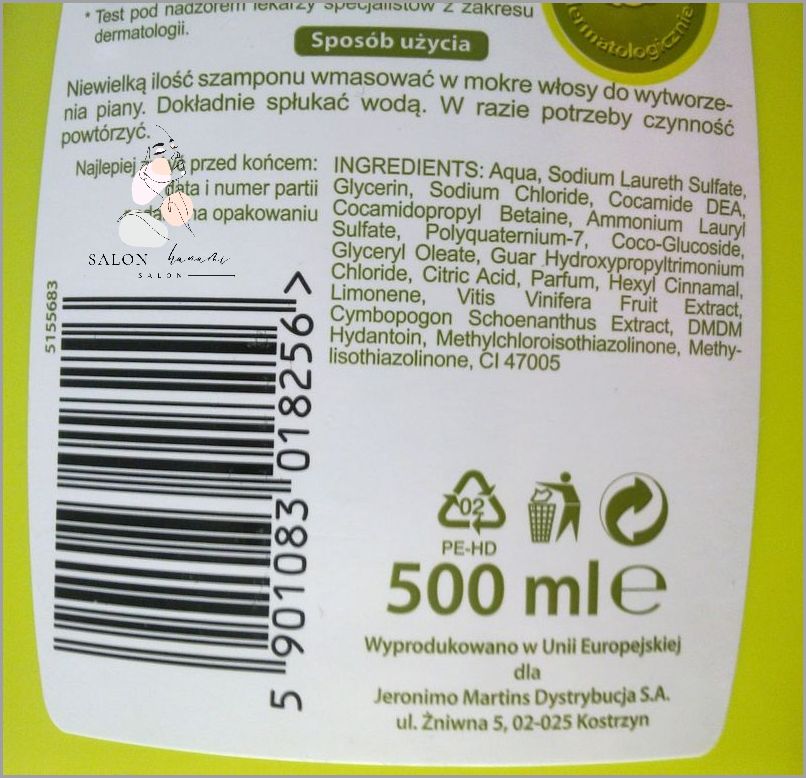 * Test pod nadzorem lekarzy specjalistów z zakresu
dermatologii.
dermatologicznie
Sposób użycia
Niewielką ilość szamponu wmasować w mokre włosy do wytworze-
nia piany. Dokładnie spłukać wodą. W razie potrzeby czynność
powtórzyć.
Najlepiej zużyć przed końcem:
data i numer partii
na opakowaniu
SALON
SALON
INGREDIENTS: Aqua, Sodium Laureth Sulfate,
Glycerin, Sodium Chloride, Cocamide DEA,
Cocamidopropyl Betaine, Ammonium Lauryl
Sulfate, Polyquaternium-7, Coco-Glucoside,
Glyceryl Oleate, Guar Hydroxypropyltrimonium
Chloride, Citric Acid, Parfum, Hexyl Cinnamal,
Limonene, Vitis Vinifera Fruit Extract,
Cymbopogon Schoenanthus Extract, DMDM
Hydantoin, Methylchloroisothiazolinone, Methy-
lisothiazolinone, CI 47005
5155683
5 901083 018256 >
02
PE-HD
500 ml e
Wyprodukowano w Unii Europejskiej
dla
Jeronimo Martins Dystrybucja S.A.
ul. Żniwna 5, 02-025 Kostrzyn